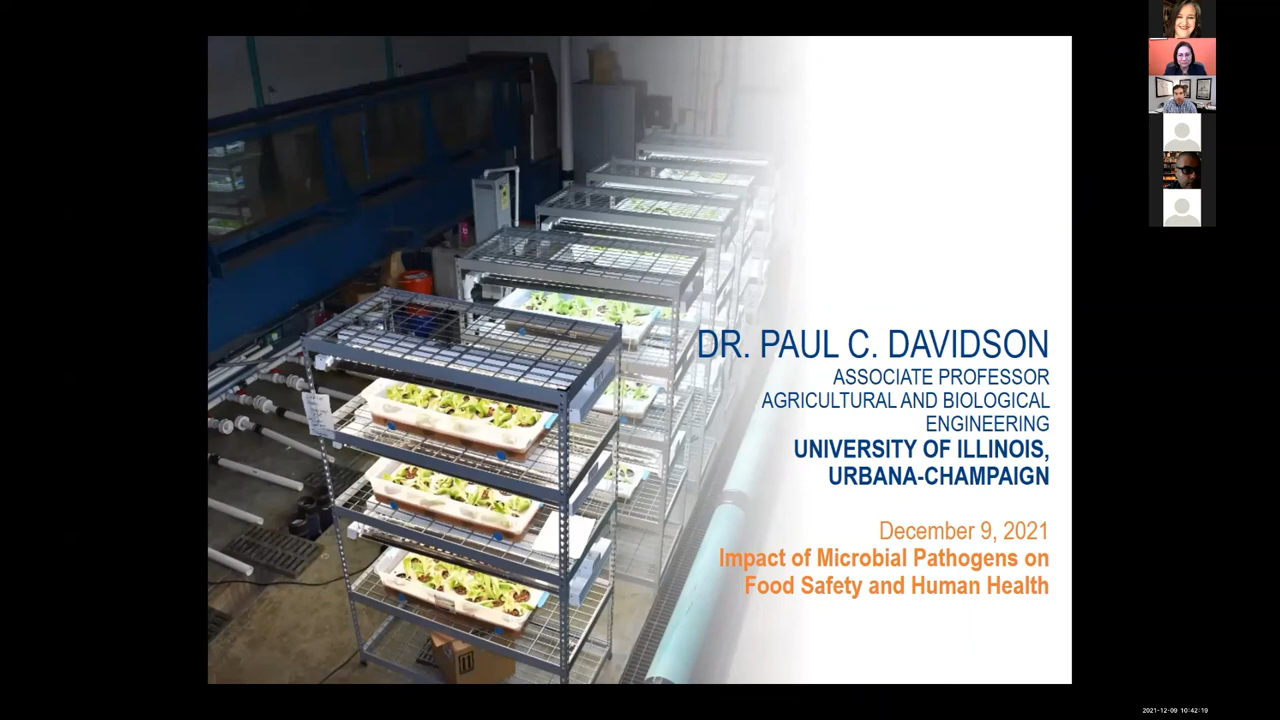 DR. PAUL C. DAVIDSON
ASSOCIATE PROFESSOR
AGRICULTURAL AND BIOLOGICAL
ENGINEERING
UNIVERSITY OF ILLINOIS,
URBANA-CHAMPAIGN
December 9, 2021
Impact of Microbial Pathogens on
Food Safety and Human Health
2021-12-09 10:42:19